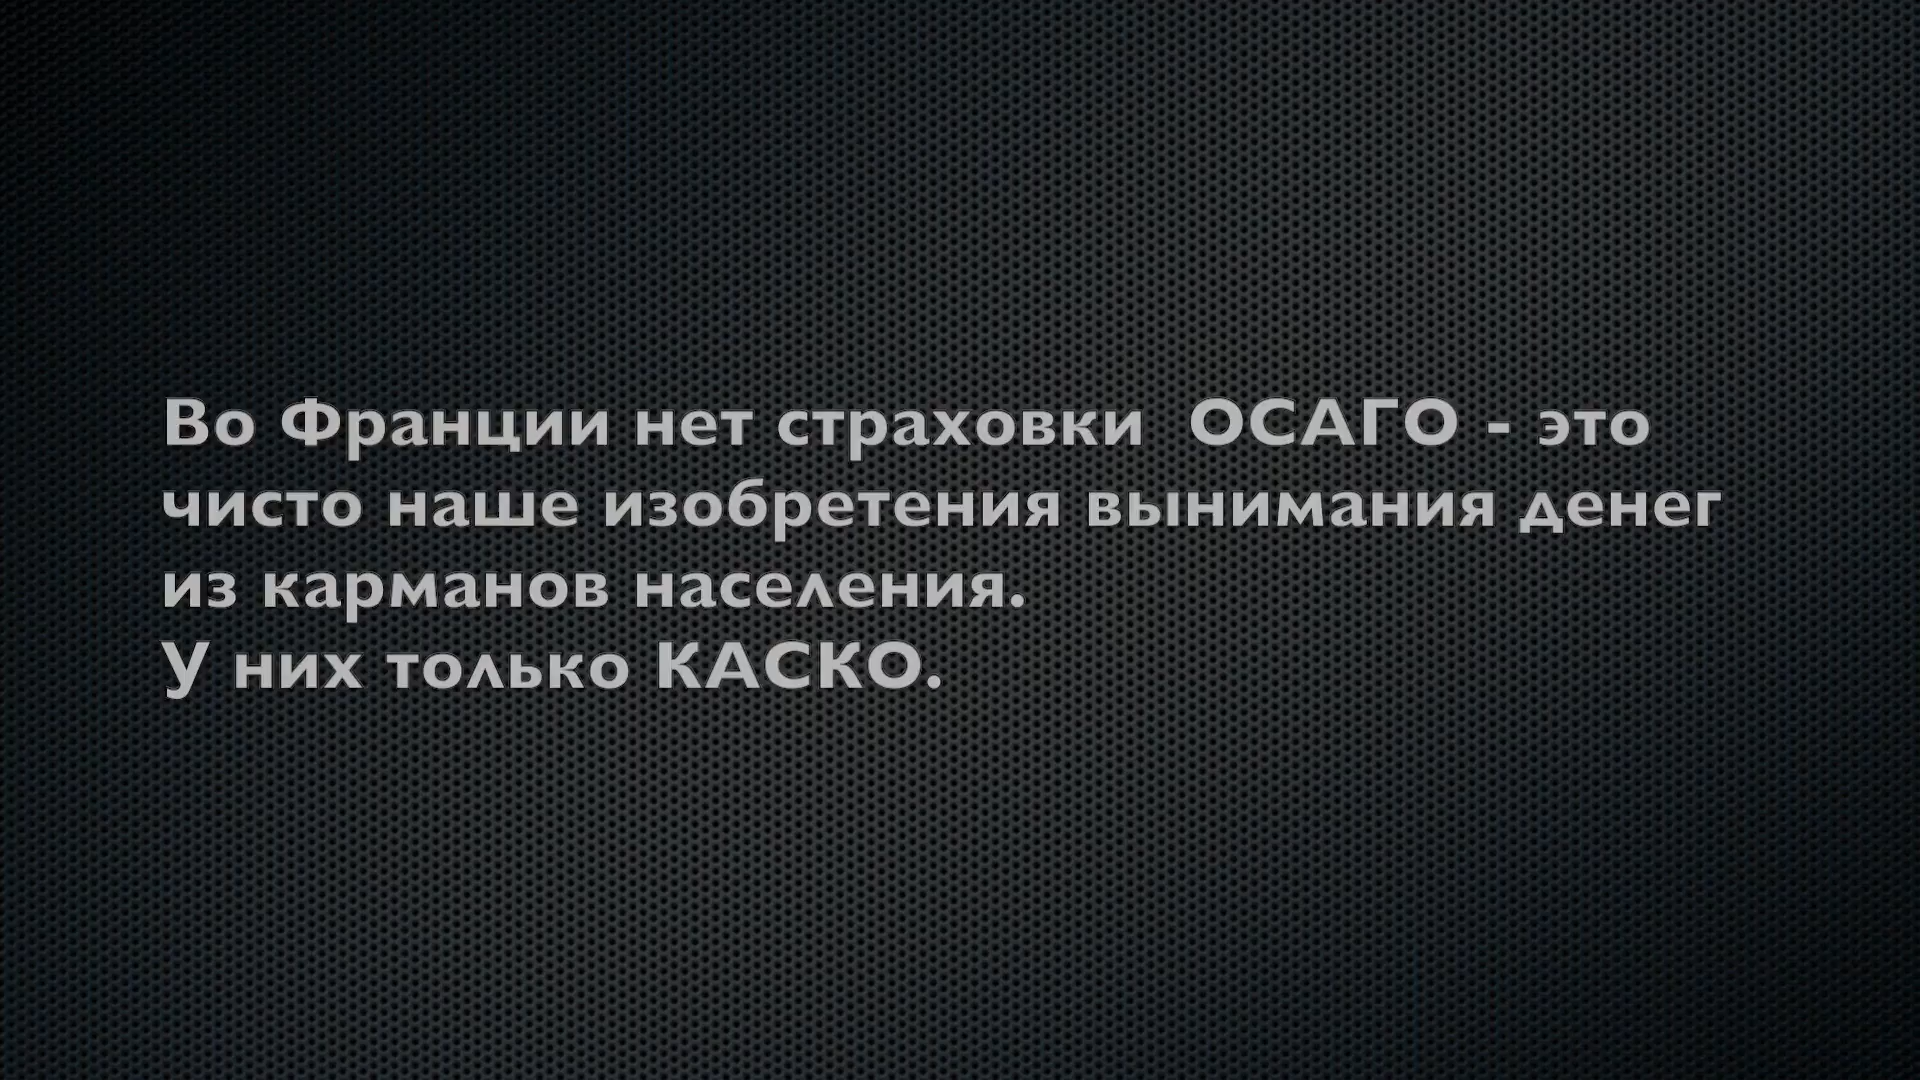 Во Франции нет страховки  ОСАГО - это
чисто наше изобретения вынимания денег
из карманов населения.
У них только КАСКО.